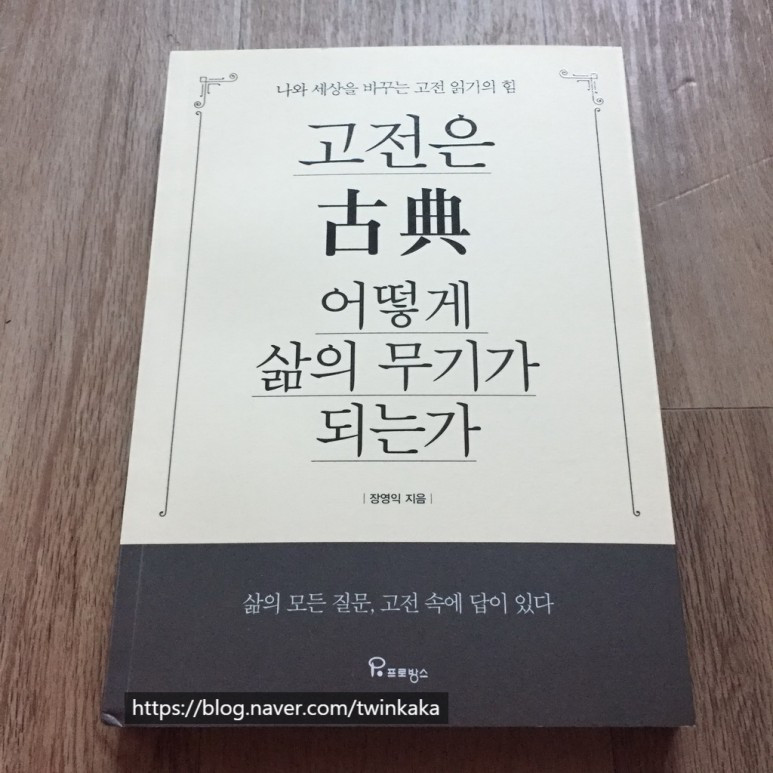 나와 세상을 바꾸는 고전 읽기의 힘
고전은
古典
어떻게
삶의 무기가
되는가
| 장영익 지음 |
삶의 모든 질문, 고전 속에 답이 있다
P. 프로방스
https://blog.naver.com/twinkaka